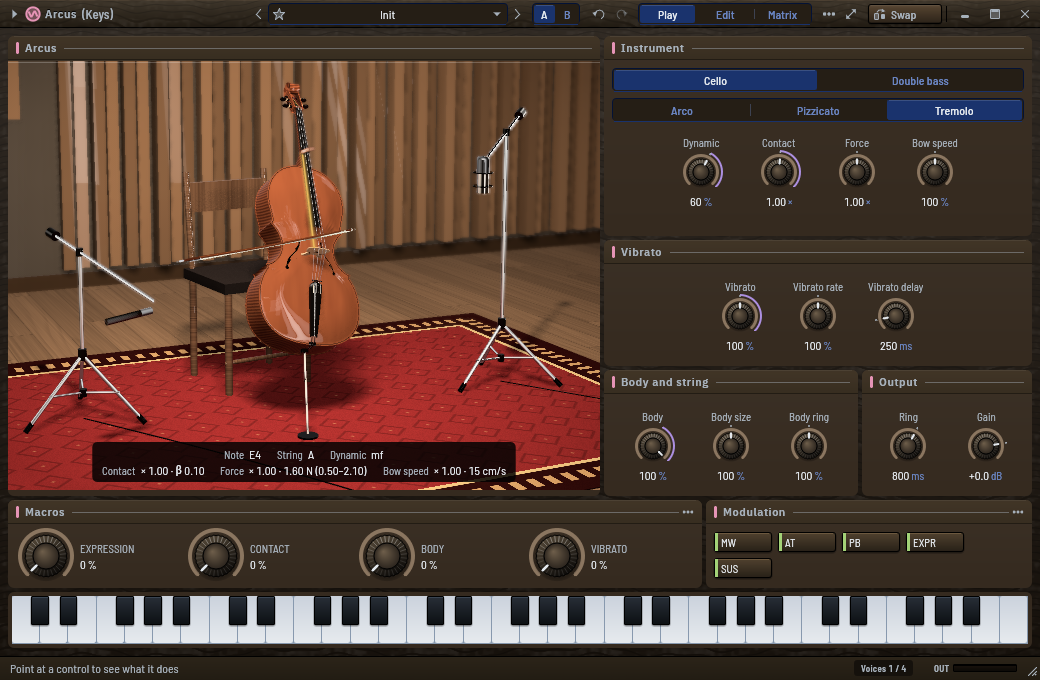 Arcus (Keys)
Init
A B
Play Edit Matrix
Swap
Arcus
Instrument
Cello Double bass
Arco Pizzicato Tremolo
Dynamic Contact Force Bow speed
60 % 1.00 × 1.00 × 100 %
Vibrato
Vibrato Vibrato rate Vibrato delay
100 % 100 % 250 ms
Body and string
Body Body size Body ring
100 % 100 % 100 %
Output
Ring Gain
800 ms +0.0 dB
Note E4 String A Dynamic mf
Contact × 1.00 · β 0.10 Force × 1.00 · 1.60 N (0.50–2.10) Bow speed × 1.00 · 15 cm/s
Macros
EXPRESSION
0 %
CONTACT
0 %
BODY
0 %
VIBRATO
0 %
Modulation
MW AT PB EXPR
SUS
Point at a control to see what it does
Voices 1 / 4
OUT